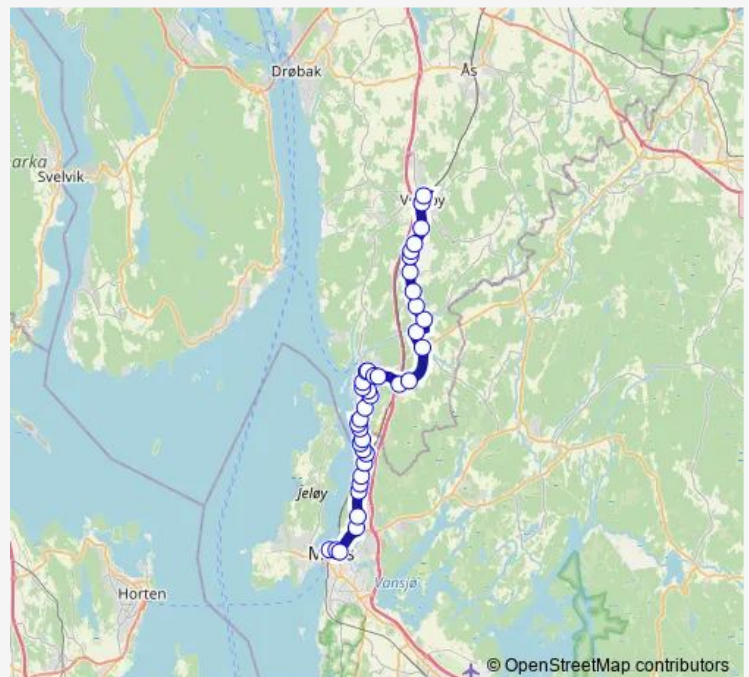 Drøbak
Ås
arka
Svelvik
Jeløy
Vansjø
Horten
© OpenStreetMap contributors